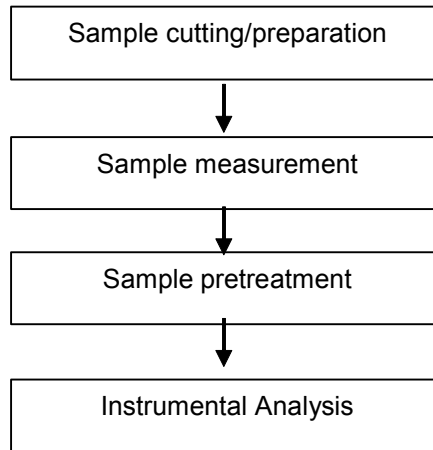 Sample cutting/preparation
Sample measurement
Sample pretreatment
Instrumental Analysis